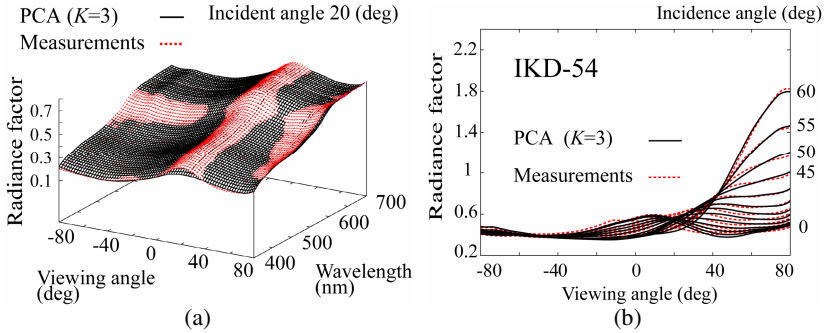 PCA (K=3)
Incident angle 20 (deg)
Measurements
Radiance factor
0.7
0.5
0.3
0.1
-80
-40
0
40
80
Viewing angle
(deg)
400
500
600
700
Wavelength
(nm)
(a)
Incidence angle (deg)
IKD-54
PCA (K=3)
Measurements
Radiance factor
2.2
1.8
1.4
1
0.6
0.2
60
55
50
45
0
-80
-40
0
40
80
Viewing angle (deg)
(b)